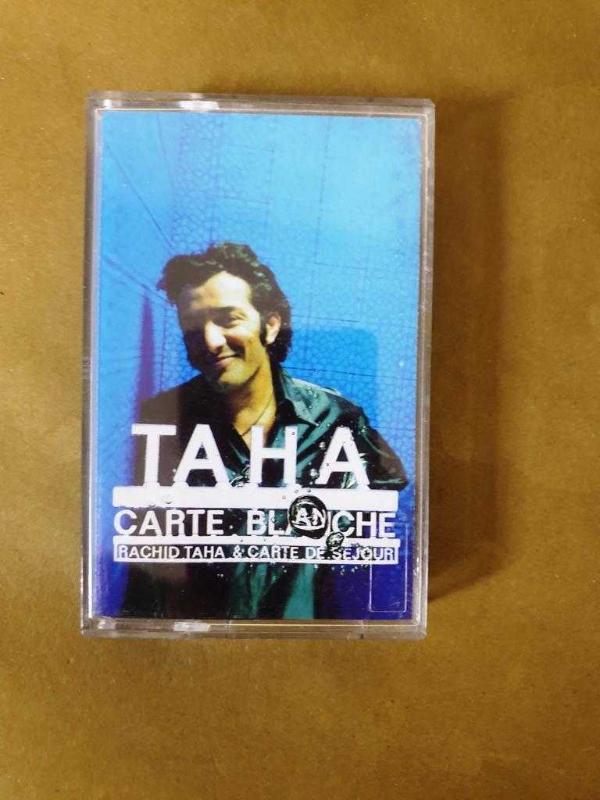 TAHA
CARTE BLANCHE
RACHID TAHA & CARTE DE SEJOUR